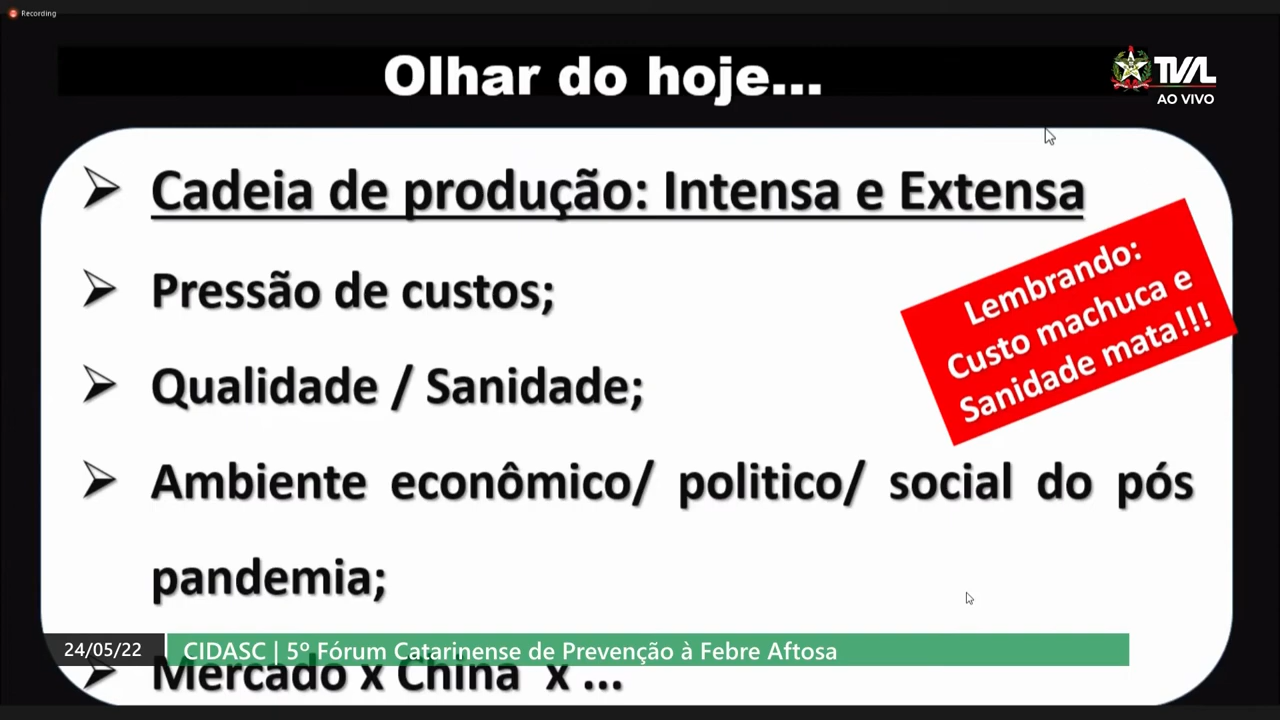 Recording
Olhar do hoje...
TVAL
AO VIVO
Cadeia de produção: Intensa e Extensa
Pressão de custos;
Lembrando:
Custo machuca e
Sanidade mata!!!
Qualidade / Sanidade;
Ambiente econômico/ politico/ social do pós
pandemia;
24/05/22
CIDASC | 5º Fórum Catarinense de Prevenção à Febre Aftosa
Mercado x China x ...